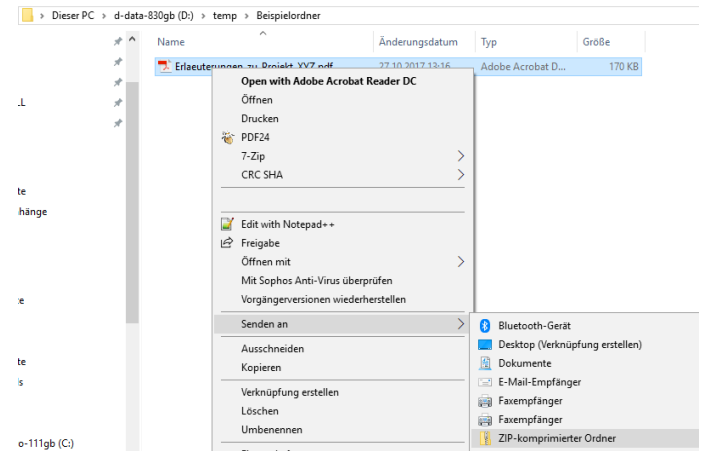 Dieser PC > d-data-830gb (D:) > temp > Beispielordner
Name Änderungsdatum Typ Größe
Erlaeuterungen_zu_Projekt_XYZ.pdf 27.10.2017 13:16 Adobe Acrobat D... 170 KB
Open with Adobe Acrobat Reader DC
Öffnen
Drucken
PDF24
7-Zip
CRC SHA
Edit with Notepad++
Freigabe
Öffnen mit
Mit Sophos Anti-Virus überprüfen
Vorgängerversionen wiederherstellen
Senden an
Ausschneiden
Kopieren
Verknüpfung erstellen
Löschen
Umbenennen
Bluetooth-Gerät
Desktop (Verknüpfung erstellen)
Dokumente
E-Mail-Empfänger
Faxempfänger
Faxempfänger
ZIP-komprimierter Ordner
.L
te
hänge
te
s
o-111gb (C:)